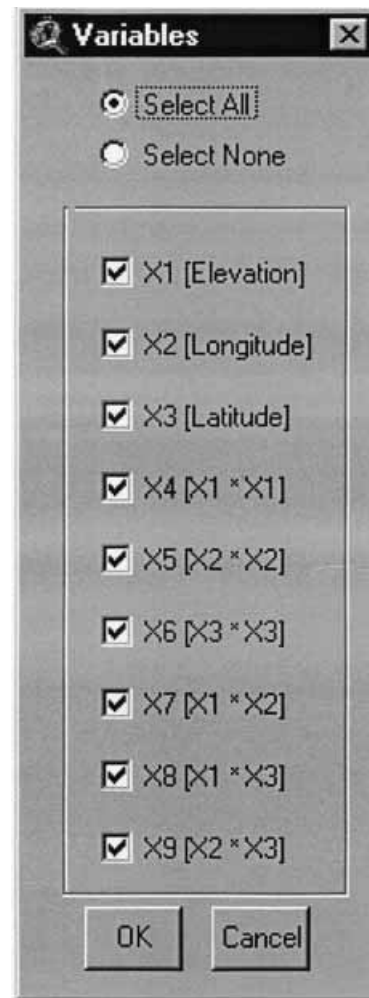 Variables
Select All
Select None
X1 [Elevation]
X2 [Longitude]
X3 [Latitude]
X4 [X1 * X1]
X5 [X2 * X2]
X6 [X3 * X3]
X7 [X1 * X2]
X8 [X1 * X3]
X9 [X2 * X3]
OK Cancel